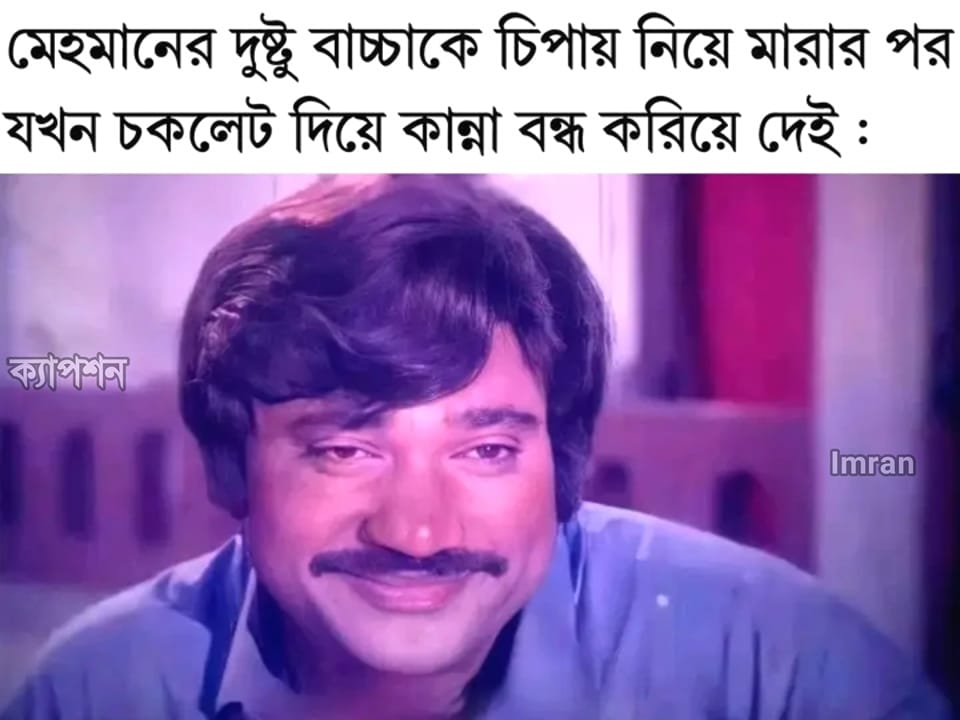 মেহমানের দুষ্টু বাচ্চাকে চিপায় নিয়ে মারার পর
যখন চকলেট দিয়ে কান্না বন্ধ করিয়ে দেই :
ক্যাপশন
Imran